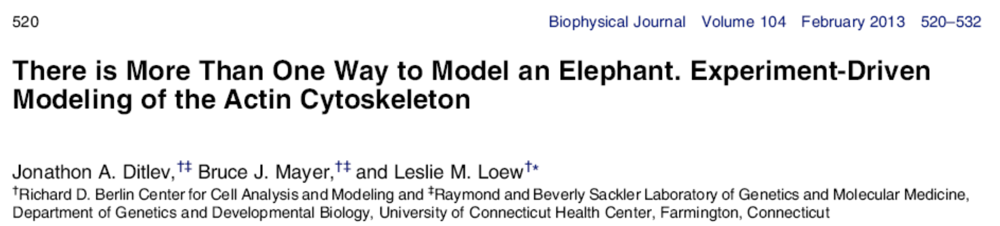 520 Biophysical Journal Volume 104 February 2013 520–532
There is More Than One Way to Model an Elephant. Experiment-Driven
Modeling of the Actin Cytoskeleton
Jonathon A. Ditlev,†‡ Bruce J. Mayer,†‡ and Leslie M. Loew†*
†Richard D. Berlin Center for Cell Analysis and Modeling and ‡Raymond and Beverly Sackler Laboratory of Genetics and Molecular Medicine,
Department of Genetics and Developmental Biology, University of Connecticut Health Center, Farmington, Connecticut